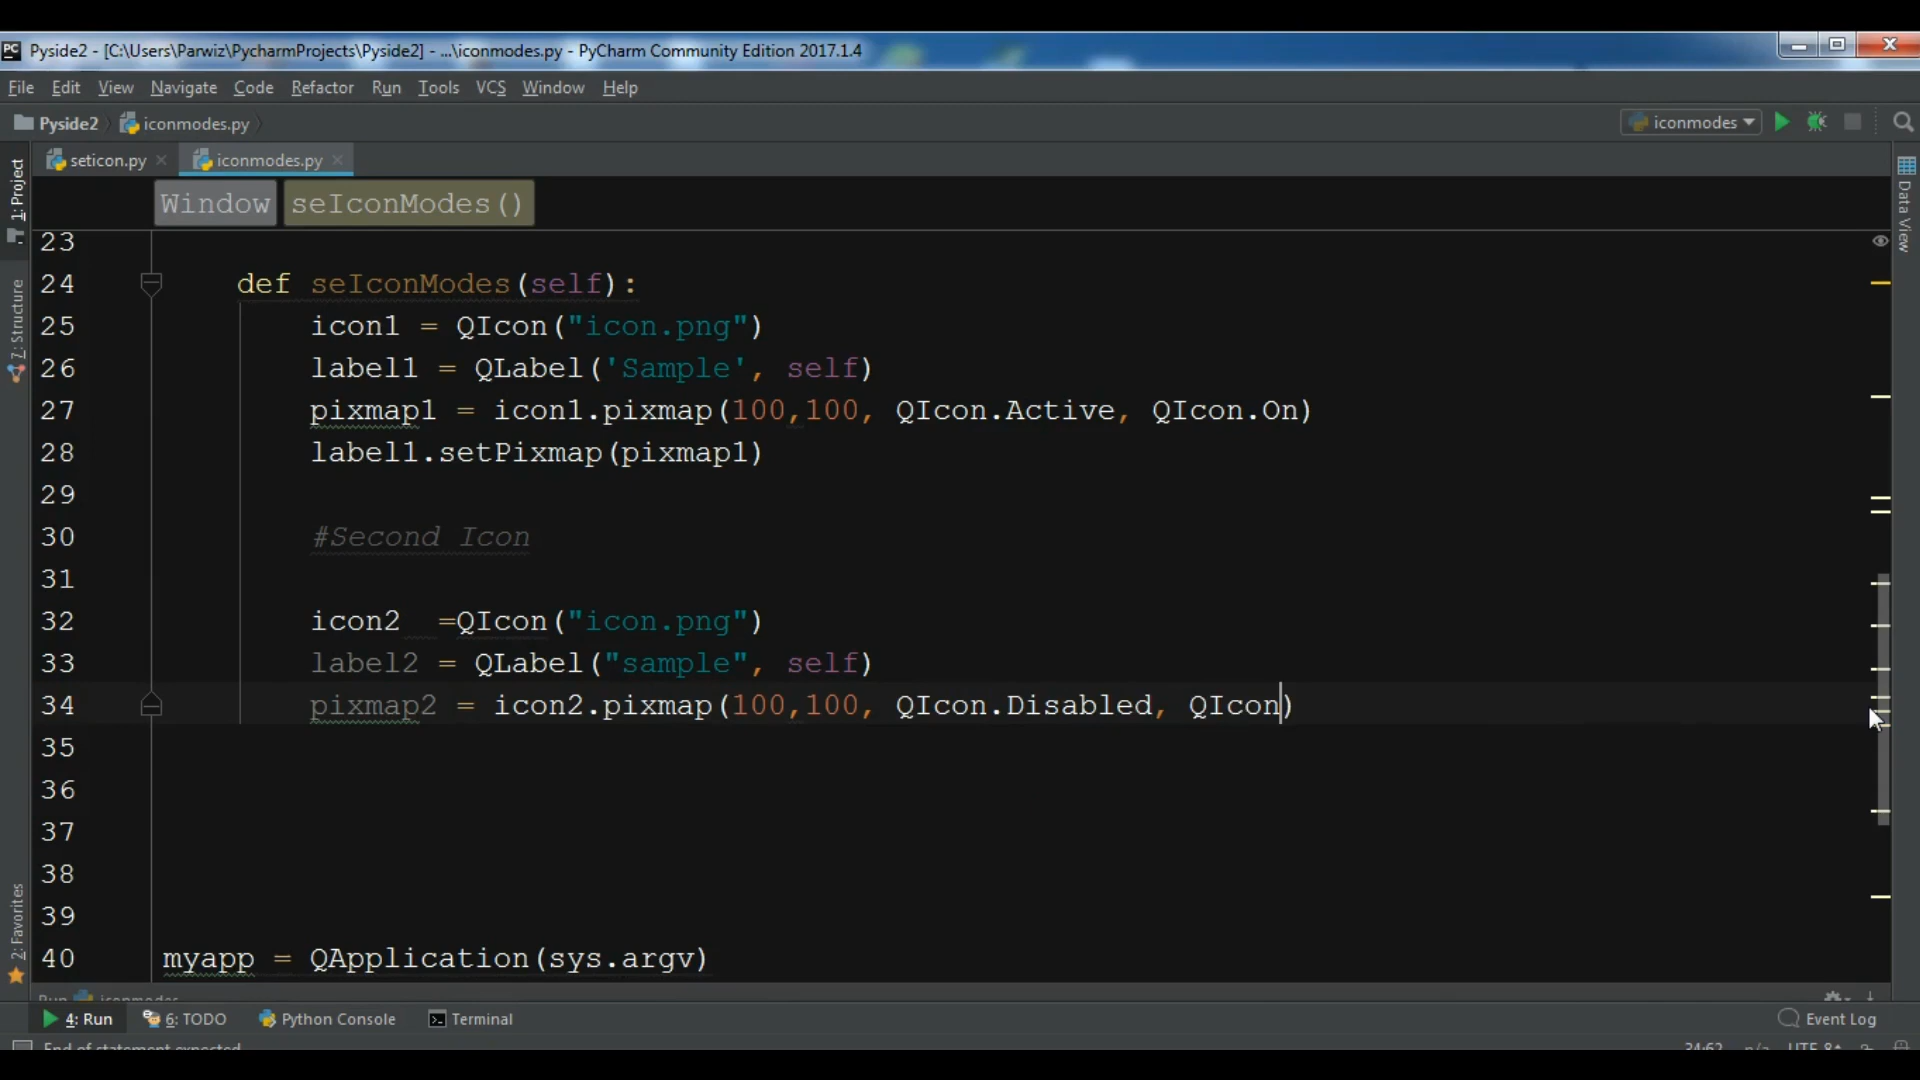 PC Pyside2 - [C:\Users\Parwiz\PycharmProjects\Pyside2] - ...\iconmodes.py - PyCharm Community Edition 2017.1.4
File Edit View Navigate Code Refactor Run Tools VCS Window Help
Pyside2 iconmodes.py iconmodes
seticon.py iconmodes.py
1: Project
7: Structure
2: Favorites
Data View
Window seIconModes()
23
24 def seIconModes(self):
25 icon1 = QIcon("icon.png")
26 label1 = QLabel('Sample', self)
27 pixmap1 = icon1.pixmap(100,100, QIcon.Active, QIcon.On)
28 label1.setPixmap(pixmap1)
29
30 #Second Icon
31
32 icon2  =QIcon("icon.png")
33 label2 = QLabel("sample", self)
34 pixmap2 = icon2.pixmap(100,100, QIcon.Disabled, QIcon)
35
36
37
38
39
40 myapp = QApplication(sys.argv)
Run iconmodes
4: Run 6: TODO Python Console Terminal Event Log
End of statement expected 34:62 n/a UTF-8